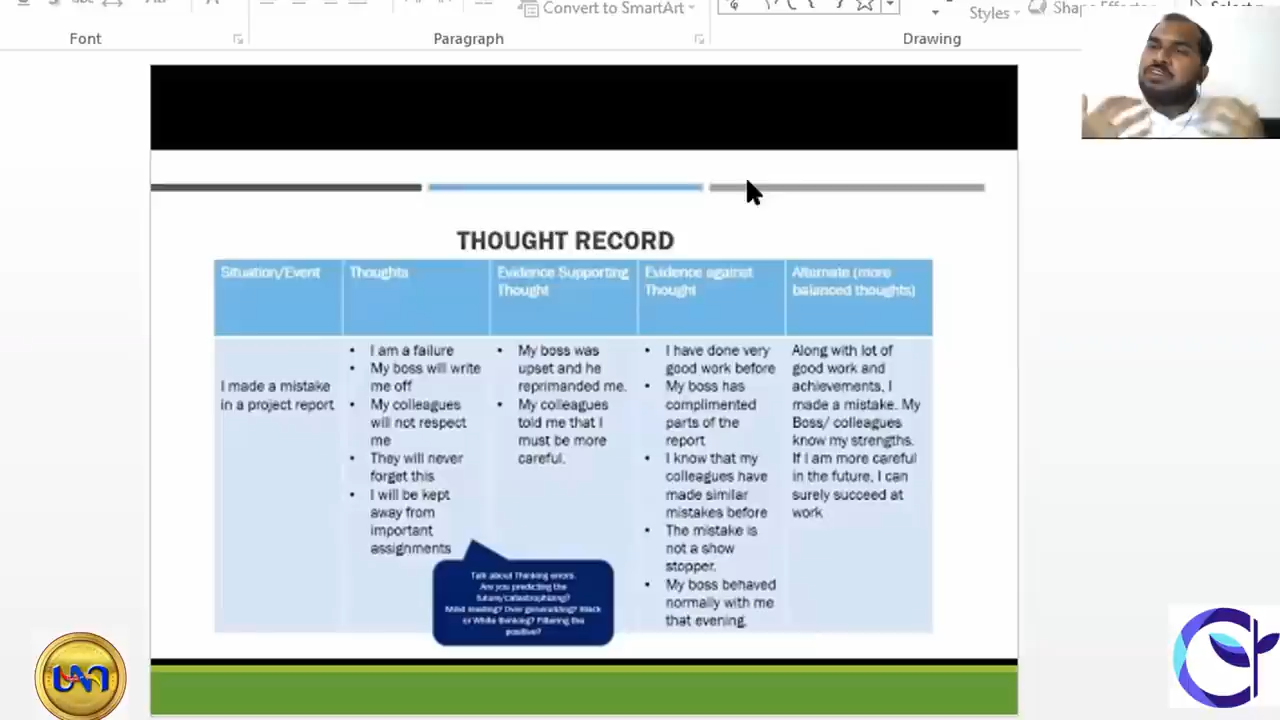 abc
Convert to SmartArt
Styles
Shape Effects
Select
Font
Paragraph
Drawing
THOUGHT RECORD
Situation/Event
Thoughts
Evidence Supporting
Thought
Evidence against
Thought
Alternate (more
balanced thoughts)
I made a mistake
in a project report
• I am a failure
• My boss will write
me off
• My colleagues
will not respect
me
• They will never
forget this
• I will be kept
away from
important
assignments
• My boss was
upset and he
reprimanded me.
• My colleagues
told me that I
must be more
careful.
• I have done very
good work before
• My boss has
complimented
parts of the
report
• I know that my
colleagues have
made similar
mistakes before
• The mistake is
not a show
stopper.
• My boss behaved
normally with me
that evening.
Along with lot of
good work and
achievements, I
made a mistake. My
Boss/ colleagues
know my strengths.
If I am more careful
in the future, I can
surely succeed at
work
Talk about Thinking errors.
Are you predicting the
future/catastrophizing?
Mind reading? Over generalizing? Black
or White thinking? Filtering the
positive?